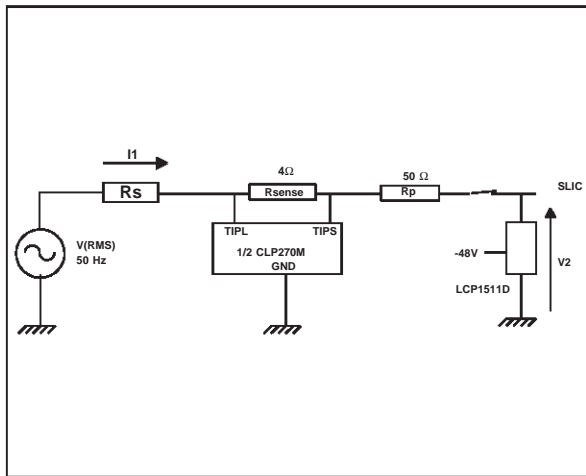 I1
4Ω
50 Ω
Rs
Rsense
Rp
SLIC
TIPL
TIPS
V(RMS)
50 Hz
1/2 CLP270M
GND
-48V
V2
LCP1511D